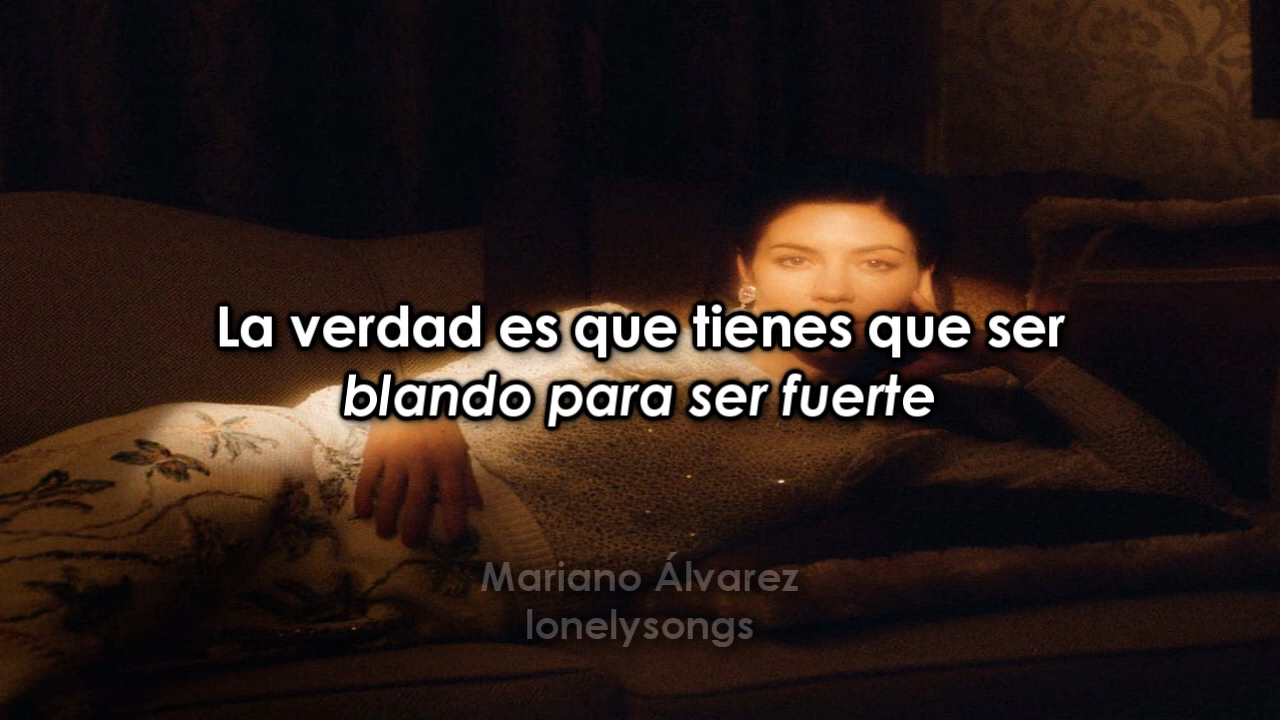 La verdad es que tienes que ser
blando para ser fuerte
Mariano Álvarez
lonelysongs